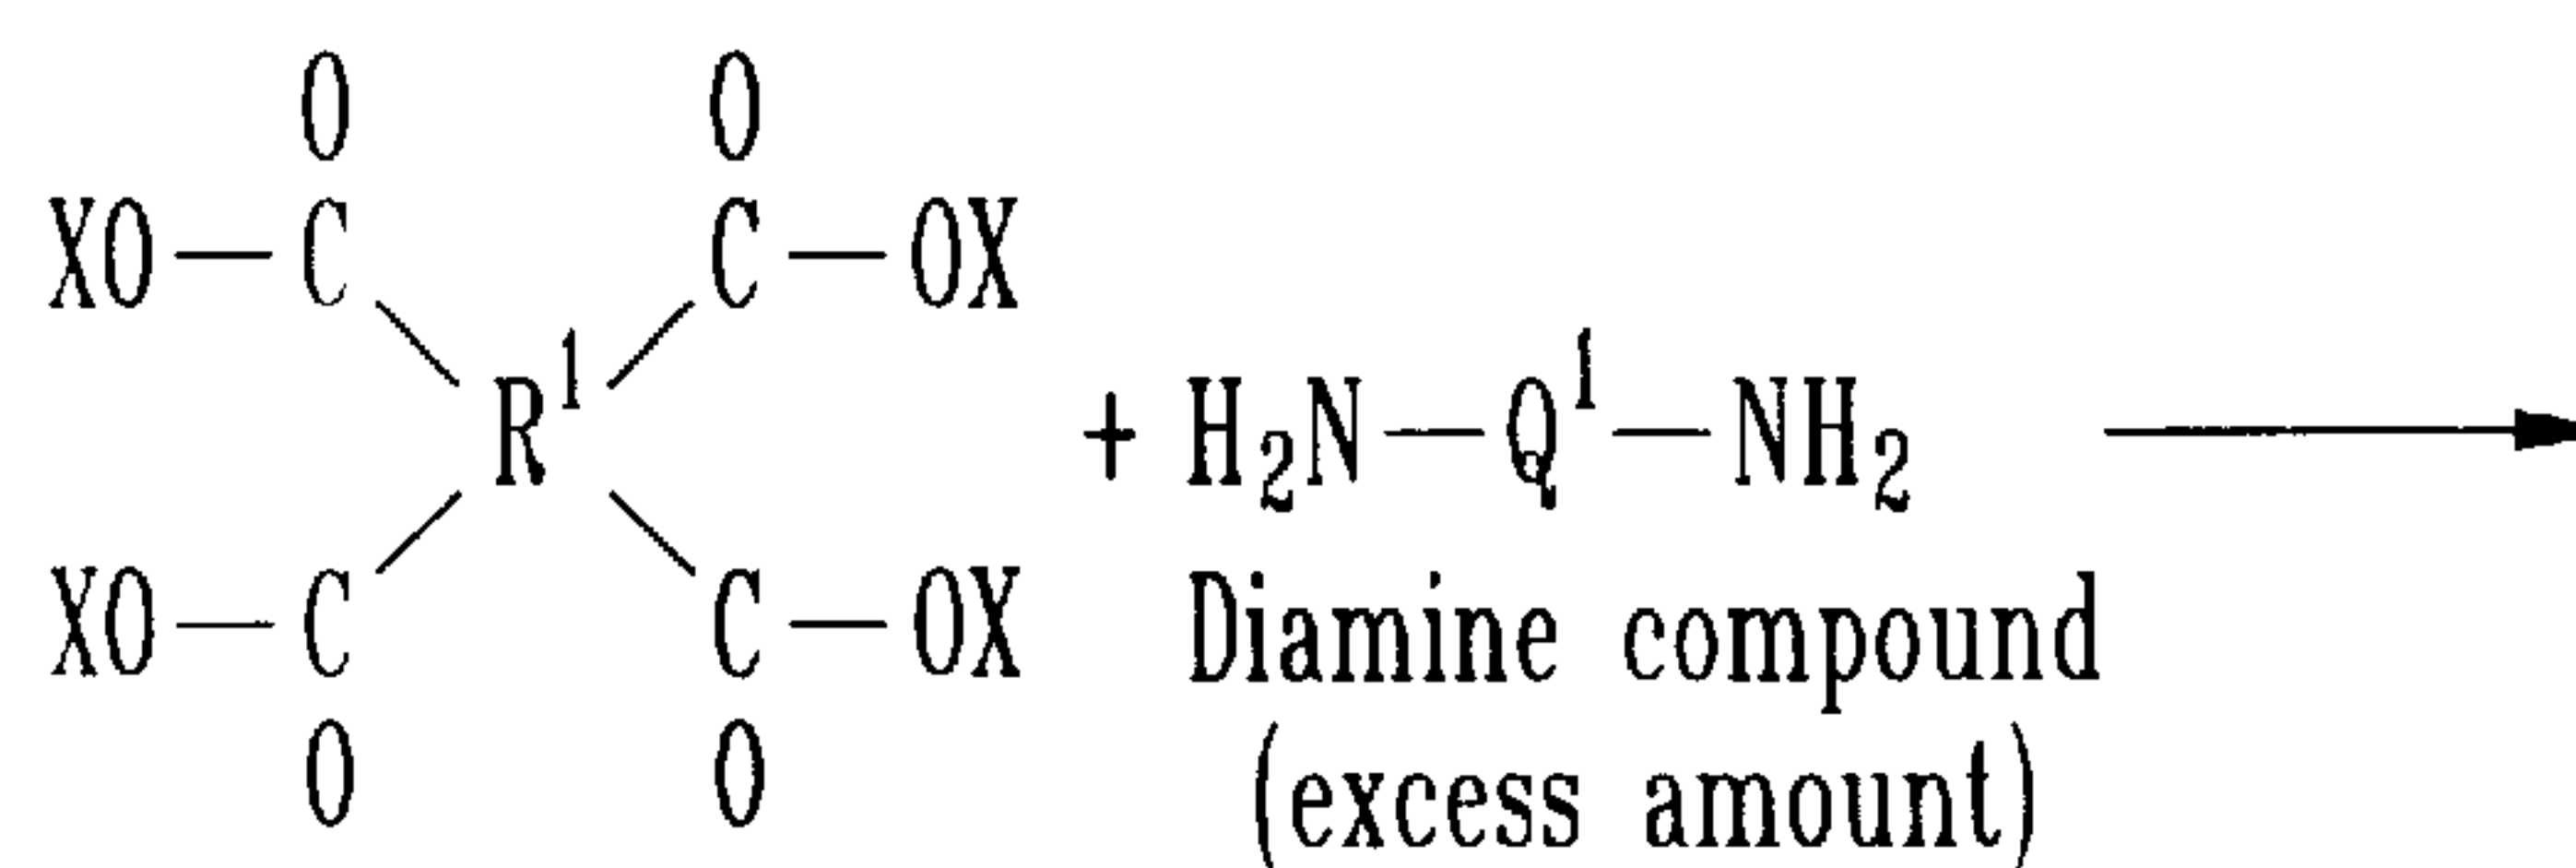 O O
XO — C C — OX
R¹ + H₂N — Q¹ — NH₂
XO — C C — OX Diamine compound
O O (excess amount)